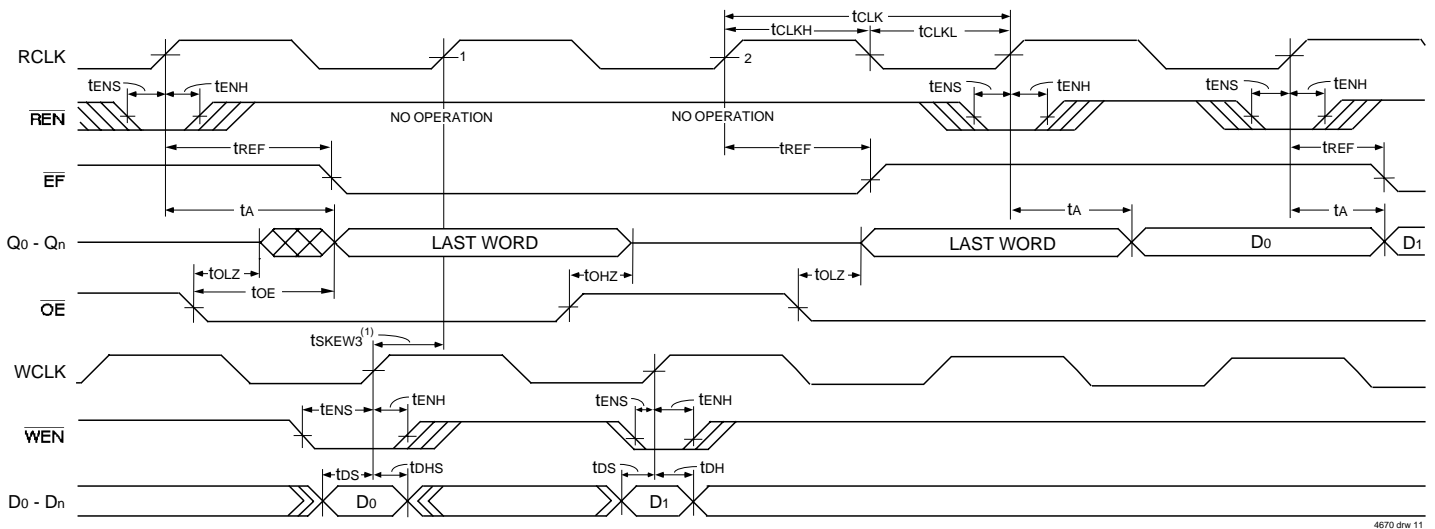 tCLK
tCLKH tCLKL
RCLK 1 2
tENS tENH tENS tENH tENS tENH
REN NO OPERATION NO OPERATION
tREF tREF tREF
EF
tA tA tA
Q0 - Qn LAST WORD LAST WORD D0 D1
tOLZ tOHZ tOLZ
tOE
OE
tSKEW3(1)
WCLK
tENS tENH tENS tENH
WEN
tDS tDHS tDS tDH
D0 - Dn D0 D1
4670 drw 11